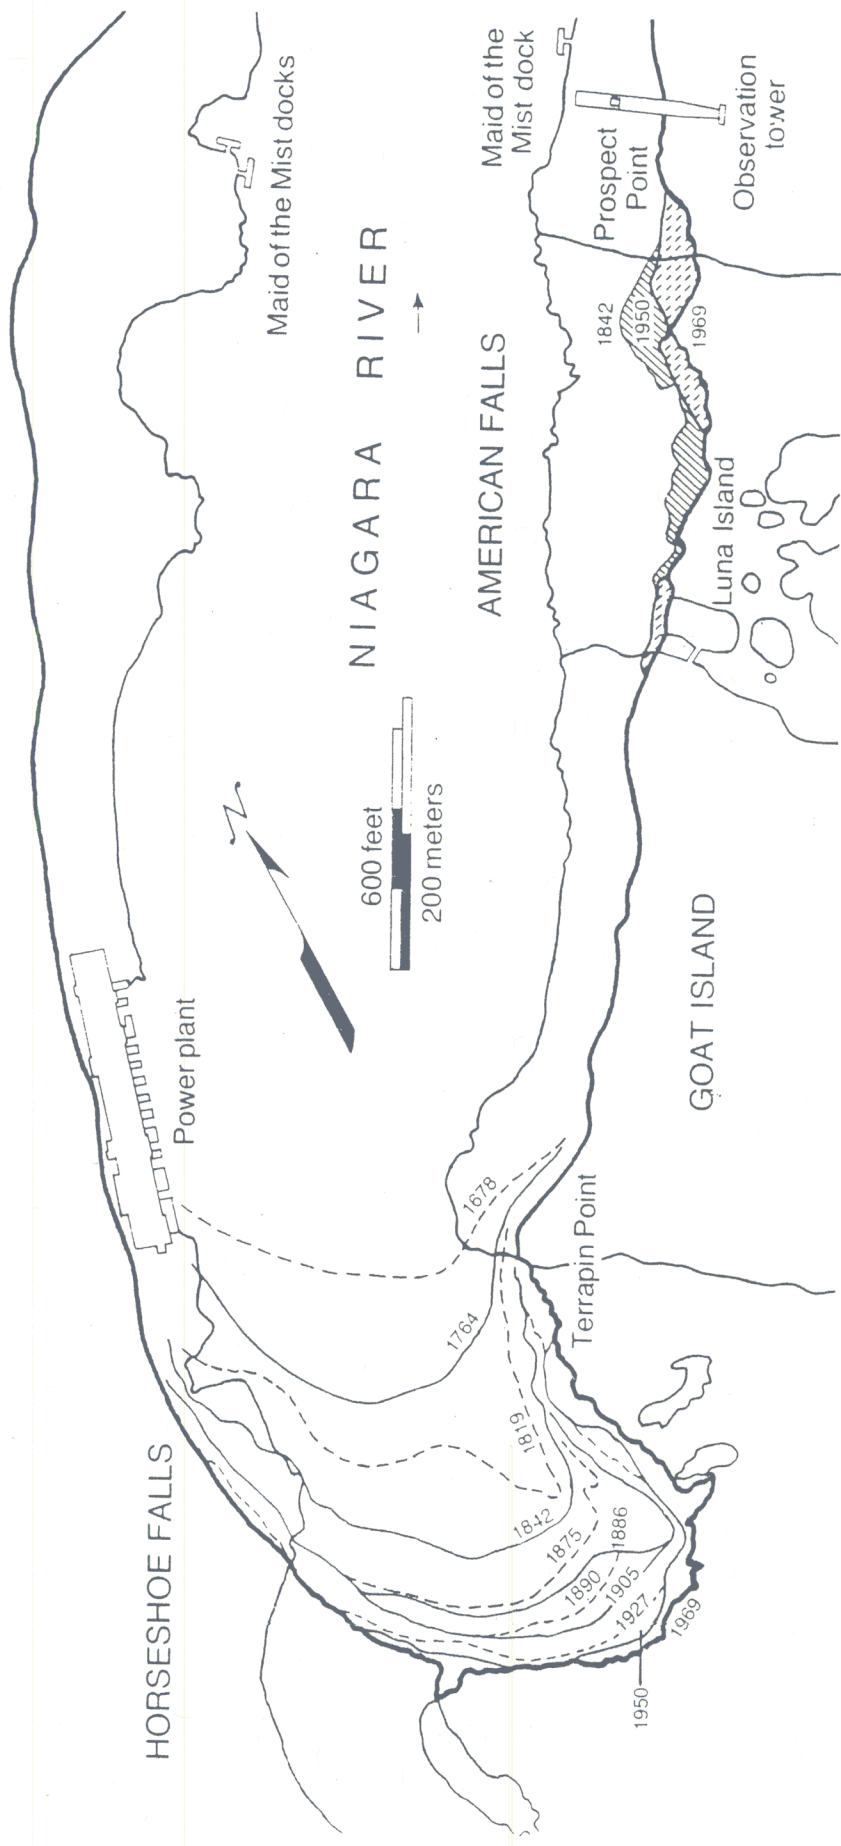 HORSESHOE FALLS
Power plant
Maid of the Mist docks
NIAGARA RIVER
N
600 feet
200 meters
AMERICAN FALLS
Maid of the
Mist dock
Prospect
Point
Observation
tower
1842
1950
1969
Luna Island
GOAT ISLAND
Terrapin Point
1678
1764
1819
1842
1875
1886
1890
1905
1927
1950
1969